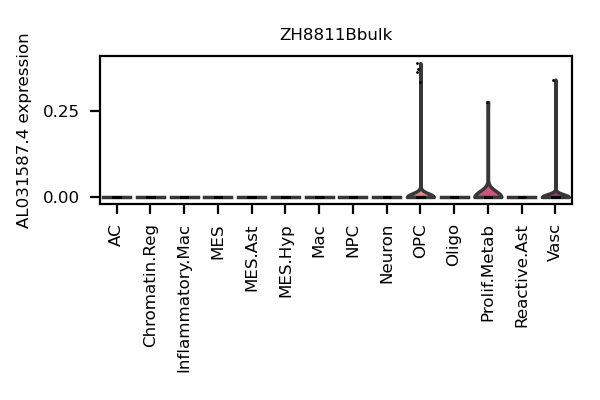 ZH8811Bbulk
AL031587.4 expression
0.25
0.00
AC
Chromatin.Reg
Inflammatory.Mac
MES
MES.Ast
MES.Hyp
Mac
NPC
Neuron
OPC
Oligo
Prolif.Metab
Reactive.Ast
Vasc